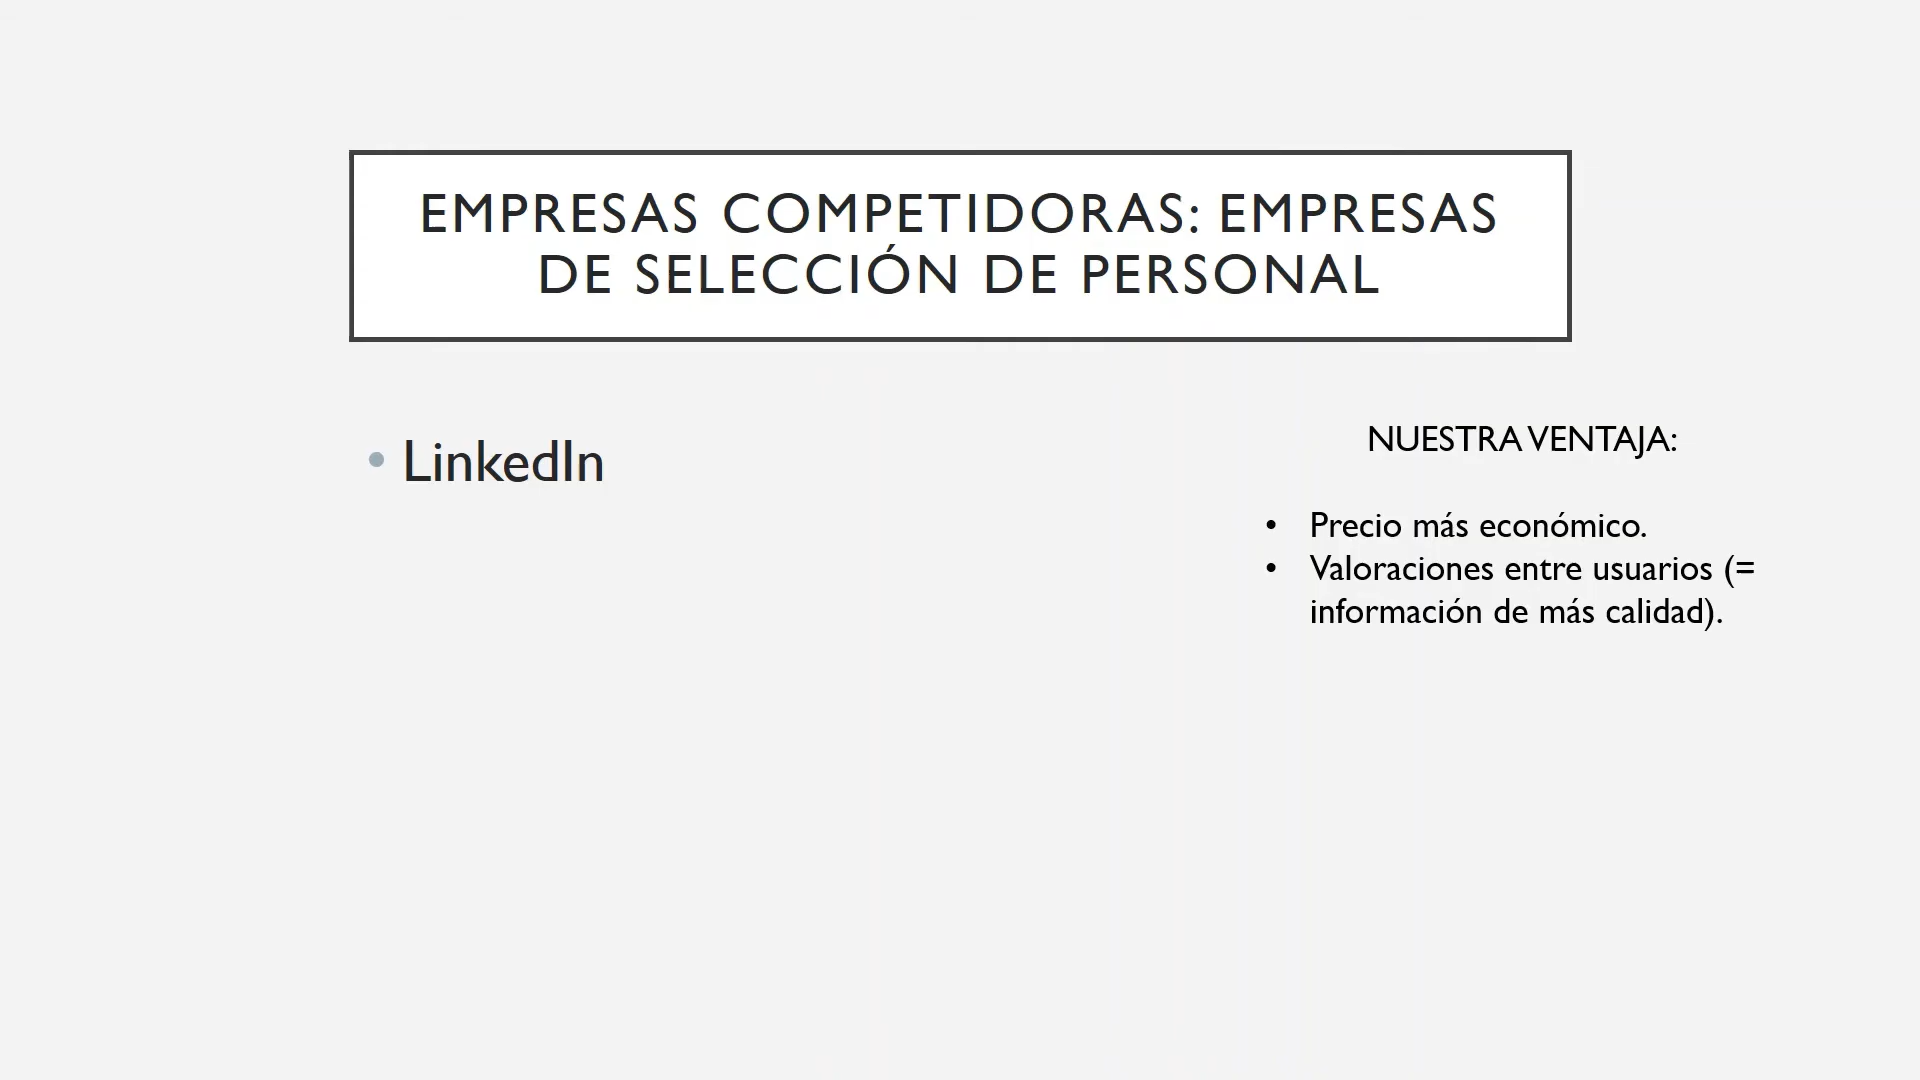 EMPRESAS COMPETIDORAS: EMPRESAS
DE SELECCIÓN DE PERSONAL
• LinkedIn
NUESTRA VENTAJA:
• Precio más económico.
• Valoraciones entre usuarios (=
información de más calidad).